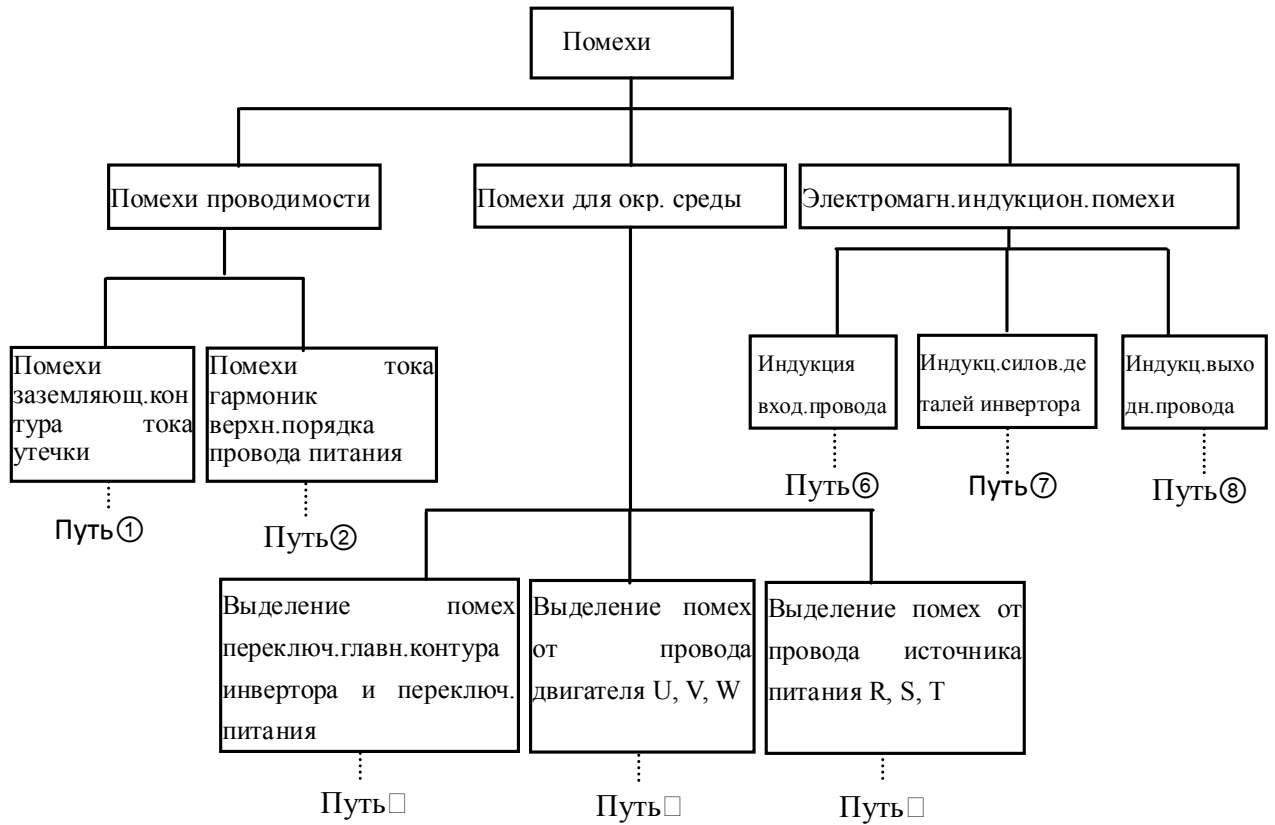 Помехи
Помехи проводимости
Помехи для окр. среды
Электромагн.индукцион.помехи
Помехи
заземляющ.кон
тура тока
утечки
Помехи тока
гармоник
верхн.порядка
провода питания
Индукция
вход.провода
Индукц.силов.де
талей инвертора
Индукц.выхо
дн.провода
Путь⑥
Путь⑦
Путь⑧
Путь①
Путь②
Выделение помех
переключ.главн.контура
инвертора и переключ.
питания
Выделение помех
от провода
двигателя U, V, W
Выделение помех от
провода источника
питания R, S, T
Путь□
Путь□
Путь□